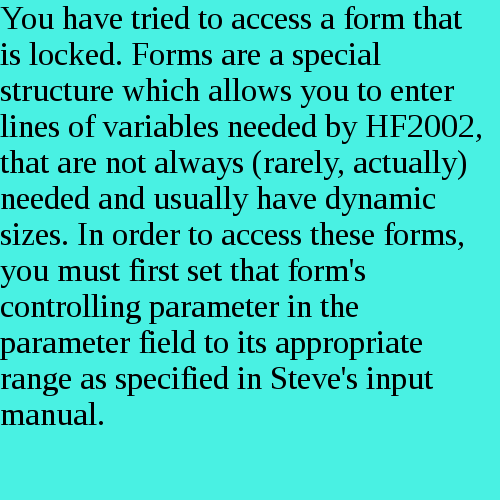 You have tried to access a form that
is locked. Forms are a special
structure which allows you to enter
lines of variables needed by HF2002,
that are not always (rarely, actually)
needed and usually have dynamic
sizes. In order to access these forms,
you must first set that form's
controlling parameter in the
parameter field to its appropriate
range as specified in Steve's input
manual.